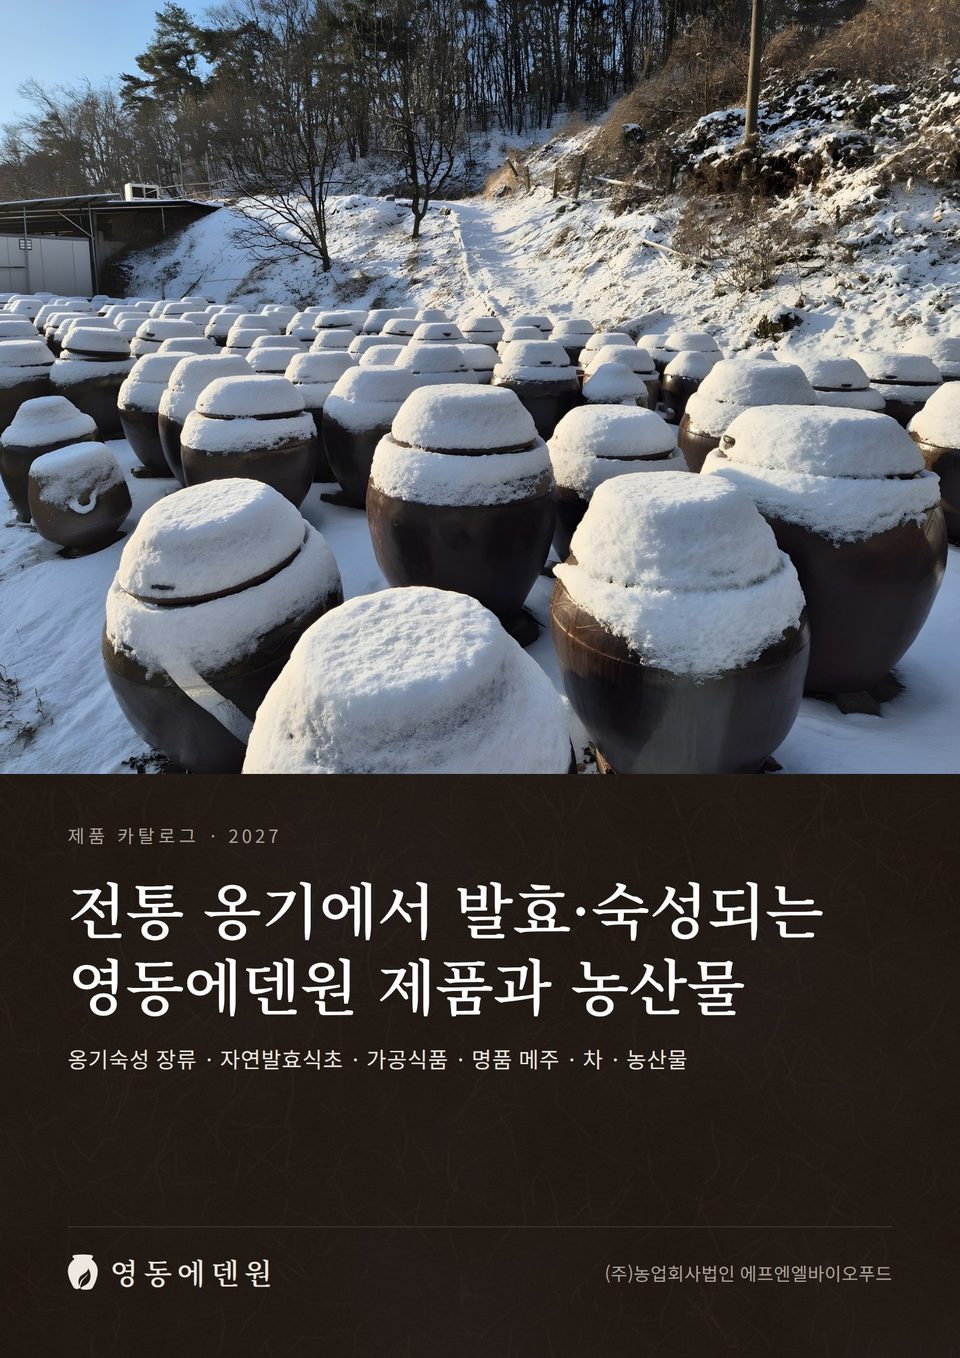 제품 카탈로그 · 2027
전통 옹기에서 발효·숙성되는
영동에덴원 제품과 농산물
옹기숙성 장류 · 자연발효식초 · 가공식품 · 명품 메주 · 차 · 농산물
영동에덴원
(주)농업회사법인 에프엔엘바이오푸드